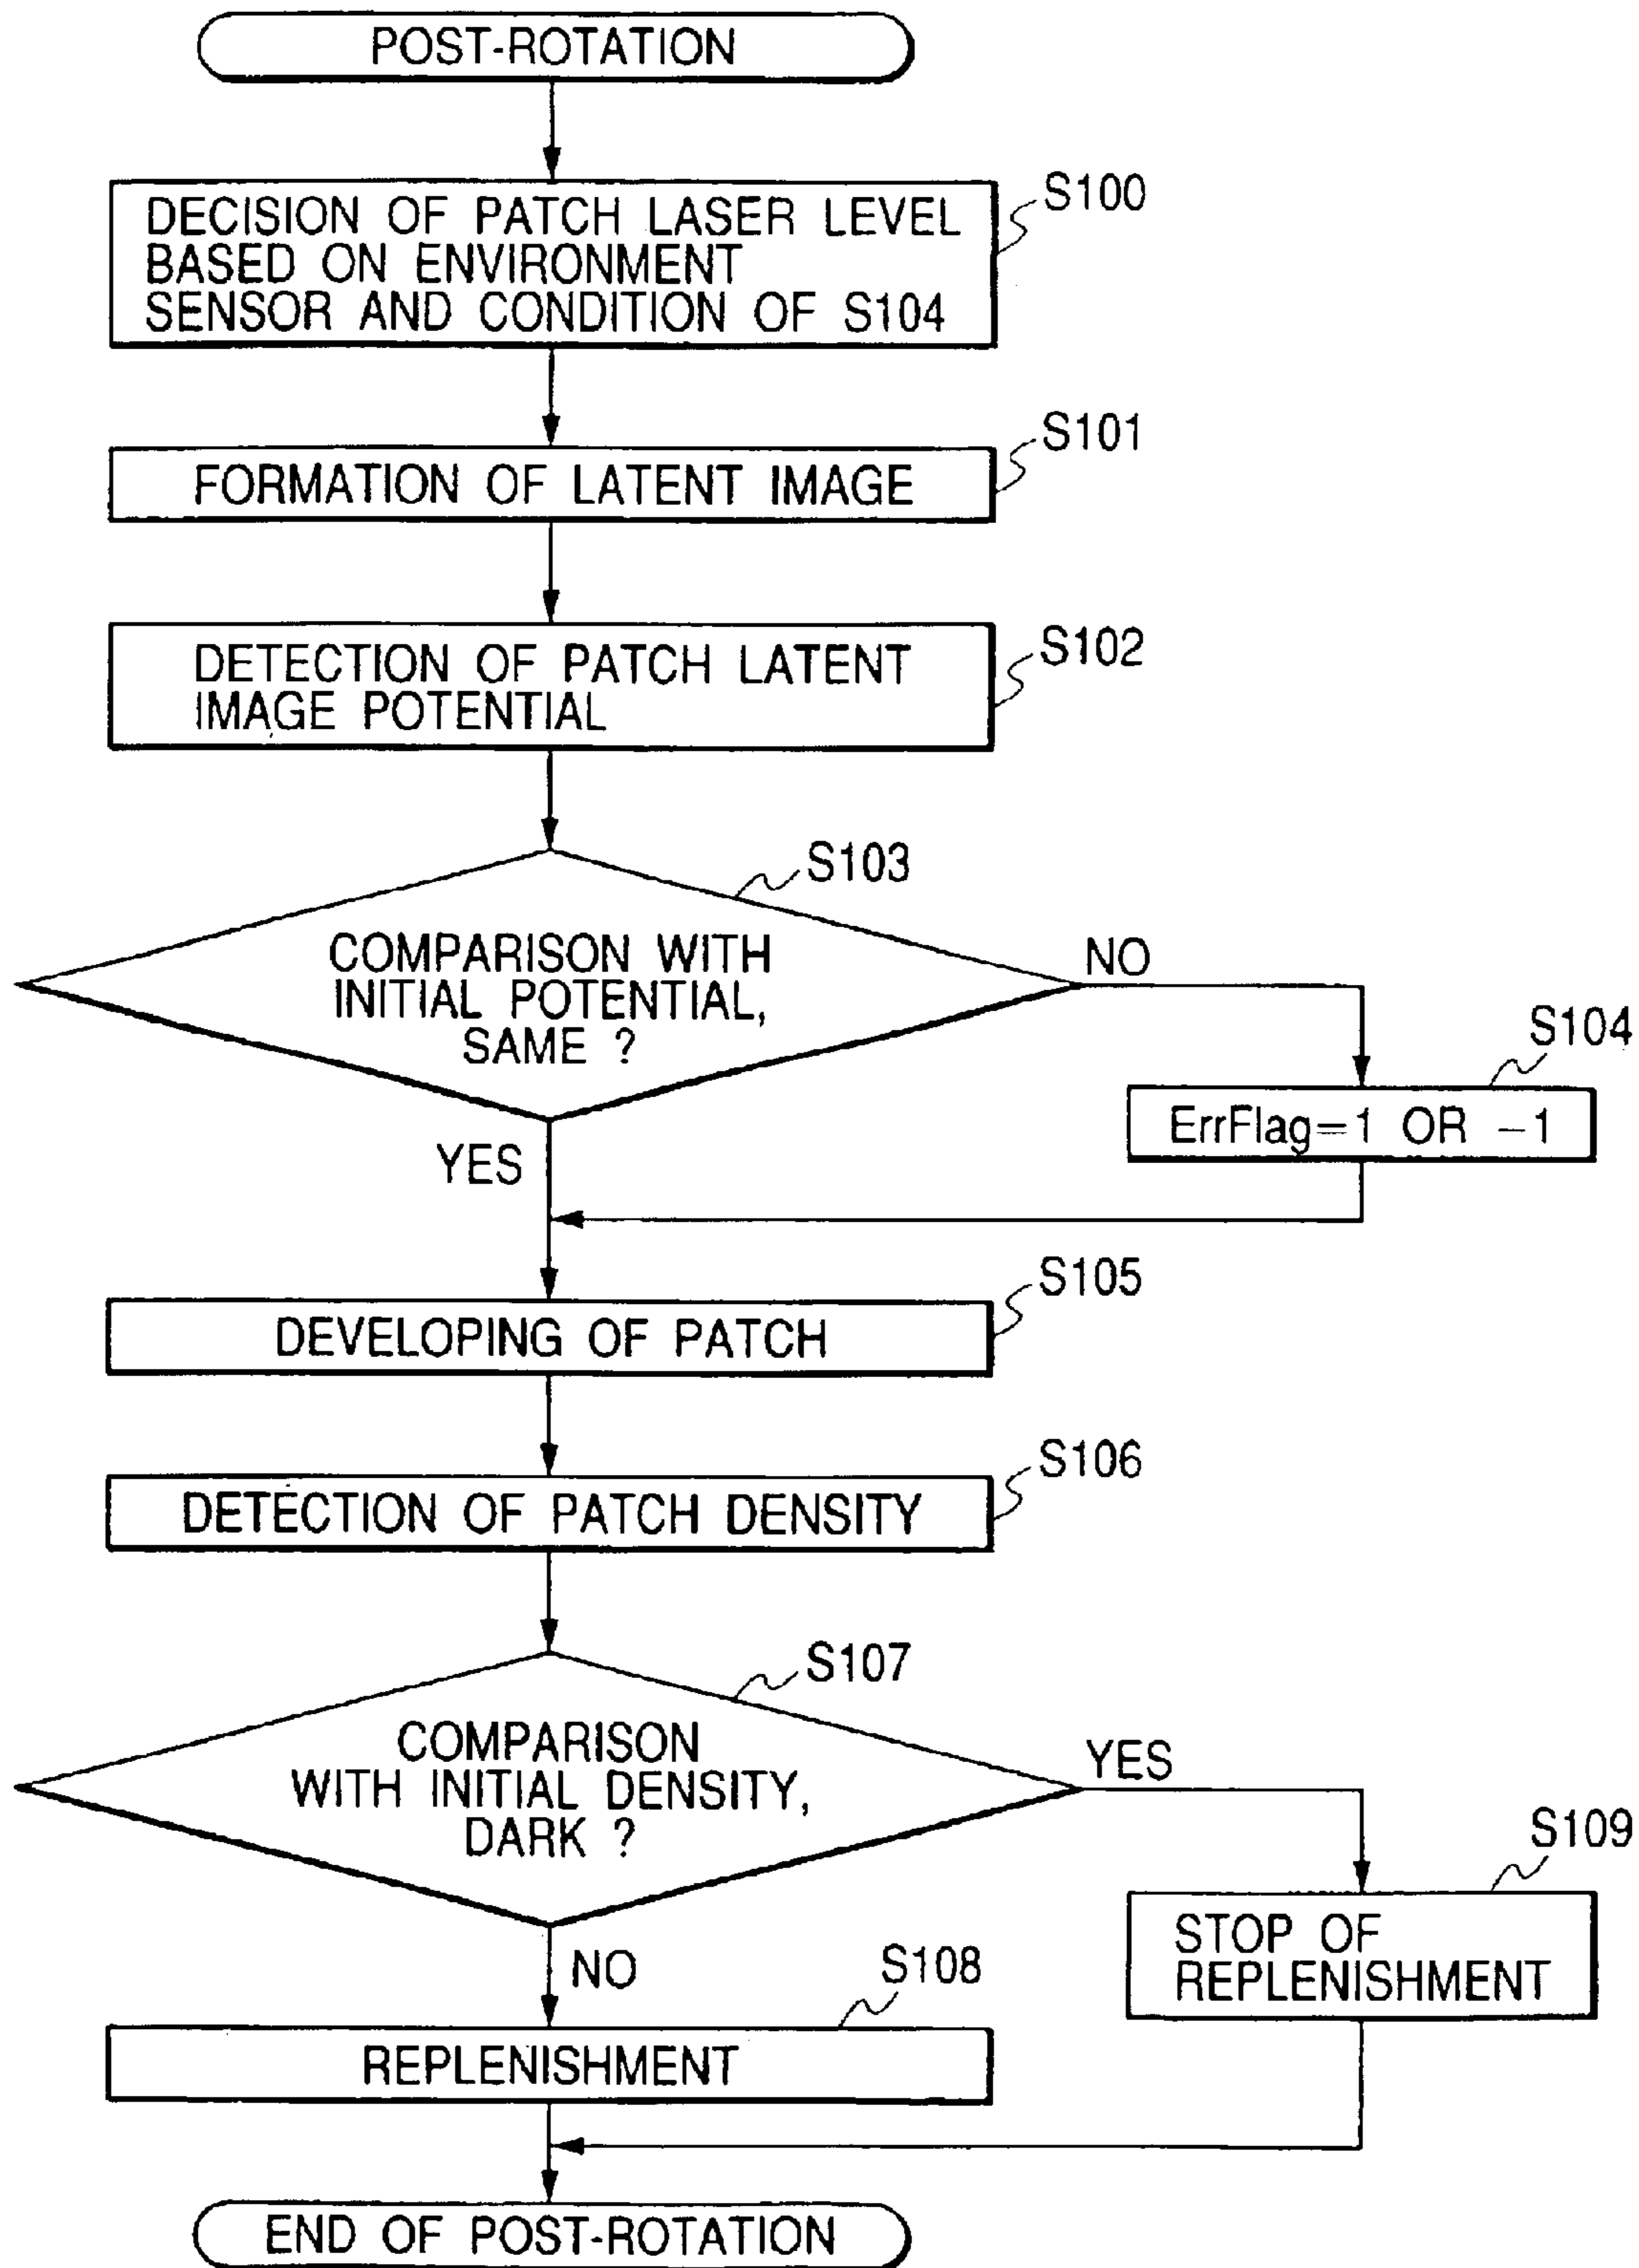 POST-ROTATION
S100
DECISION OF PATCH LASER LEVEL
BASED ON ENVIRONMENT
SENSOR AND CONDITION OF S104
S101
FORMATION OF LATENT IMAGE
S102
DETECTION OF PATCH LATENT
IMAGE POTENTIAL
S103
COMPARISON WITH
INITIAL POTENTIAL,
SAME ?
NO
S104
ErrFlag=1 OR −1
YES
S105
DEVELOPING OF PATCH
S106
DETECTION OF PATCH DENSITY
S107
COMPARISON
WITH INITIAL DENSITY,
DARK ?
YES
S109
STOP OF
REPLENISHMENT
NO
S108
REPLENISHMENT
END OF POST-ROTATION